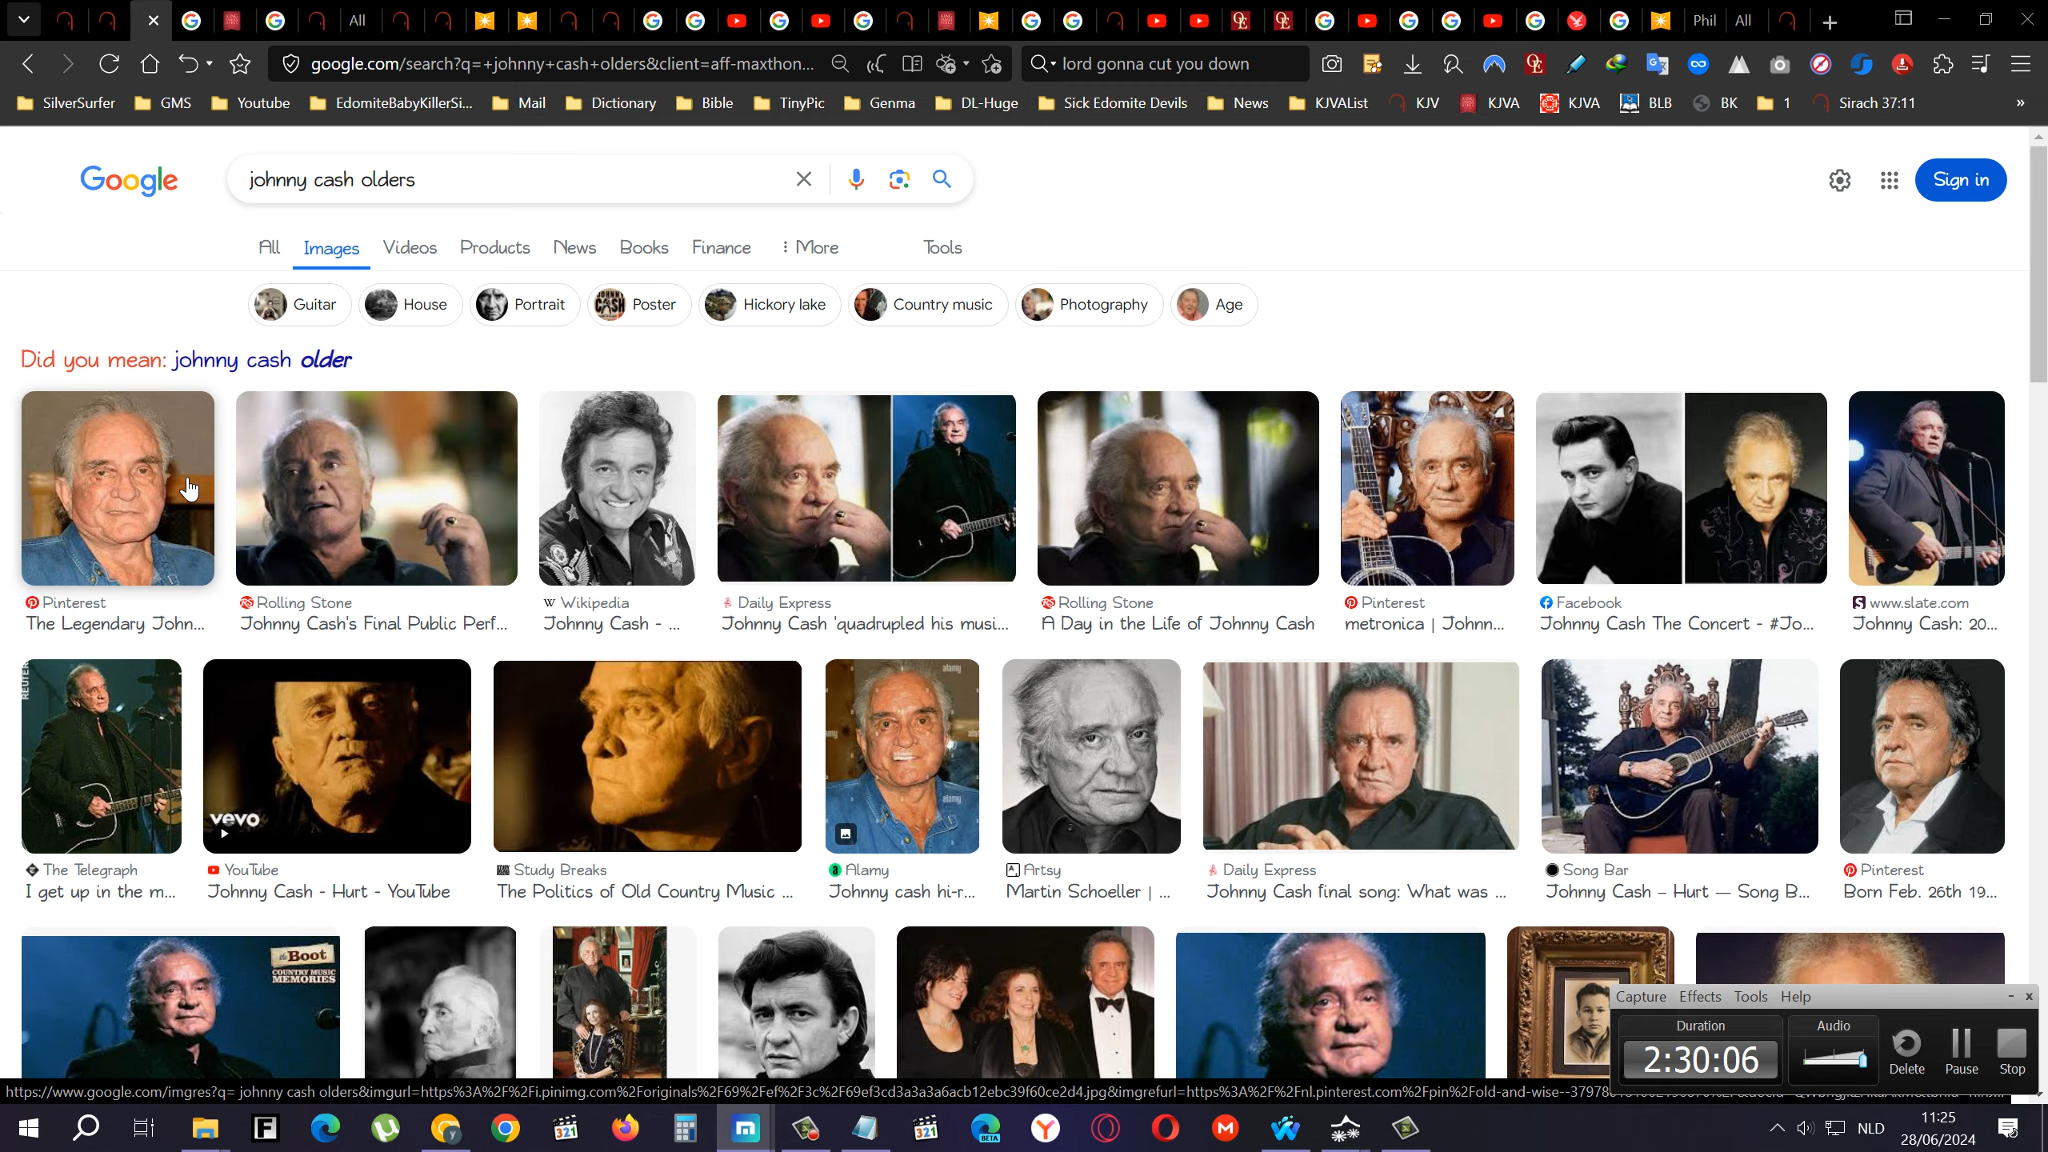 All
Phil
All
google.com/search?q=+johnny+cash+olders&client=aff-maxthon...
lord gonna cut you down
SilverSurfer
GMS
Youtube
EdomiteBabyKillerSi...
Mail
Dictionary
Bible
TinyPic
Genma
DL-Huge
Sick Edomite Devils
News
KJVAList
KJV
KJVA
KJVA
BLB
BK
1
Sirach 37:11
»
Google
johnny cash olders
Sign in
All Images Videos Products News Books Finance More Tools
Guitar
House
Portrait
Poster
Hickory lake
Country music
Photography
Age
Did you mean: johnny cash older
Pinterest
The Legendary John...
Rolling Stone
Johnny Cash's Final Public Perf...
Wikipedia
Johnny Cash - ...
Daily Express
Johnny Cash 'quadrupled his musi...
Rolling Stone
A Day in the Life of Johnny Cash
Pinterest
metronica | Johnn...
Facebook
Johnny Cash The Concert - #Jo...
www.slate.com
Johnny Cash: 20...
vevo
alamy
alamy
The Telegraph
I get up in the m...
YouTube
Johnny Cash - Hurt - YouTube
Study Breaks
The Politics of Old Country Music ...
Alamy
Johnny cash hi-r...
Artsy
Martin Schoeller | ...
Daily Express
Johnny Cash final song: What was ...
Song Bar
Johnny Cash – Hurt — Song B...
Pinterest
Born Feb. 26th 19...
the Boot
COUNTRY MUSIC
MEMORIES
Capture Effects Tools Help
Duration
2:30:06
Audio
Delete
Pause
Stop
NLD
11:25
28/06/2024